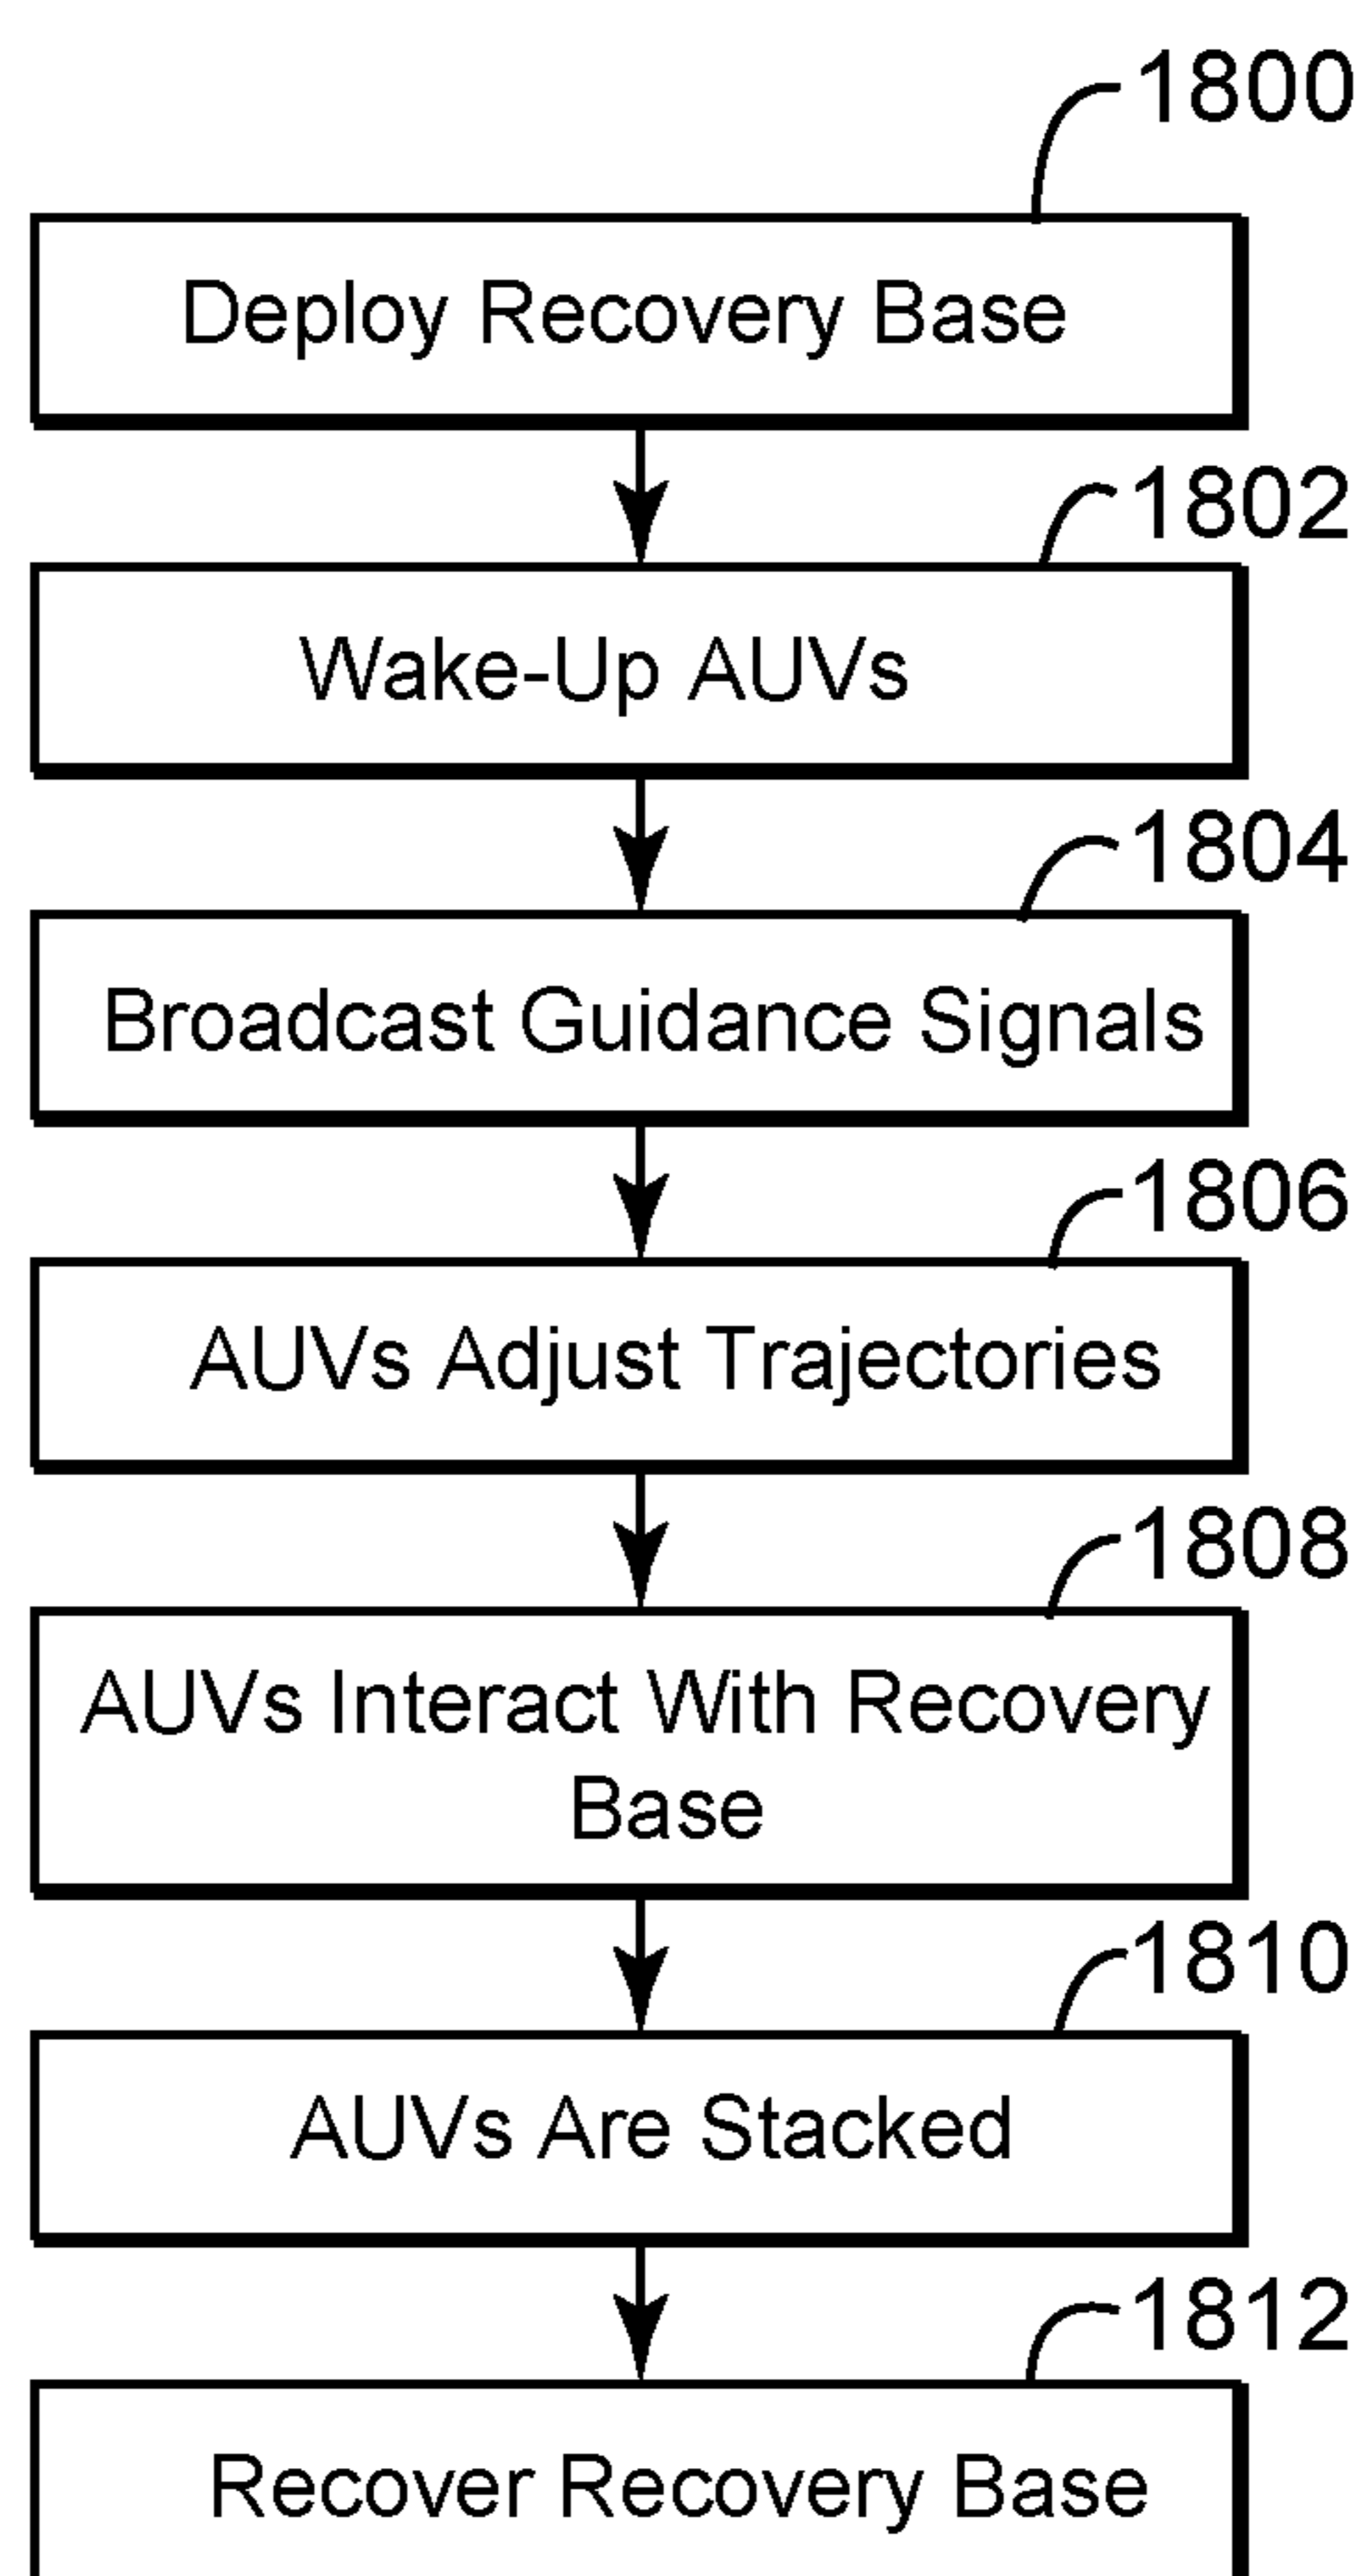 1800
Deploy Recovery Base
1802
Wake-Up AUVs
1804
Broadcast Guidance Signals
1806
AUVs Adjust Trajectories
1808
AUVs Interact With Recovery
Base
1810
AUVs Are Stacked
1812
Recover Recovery Base